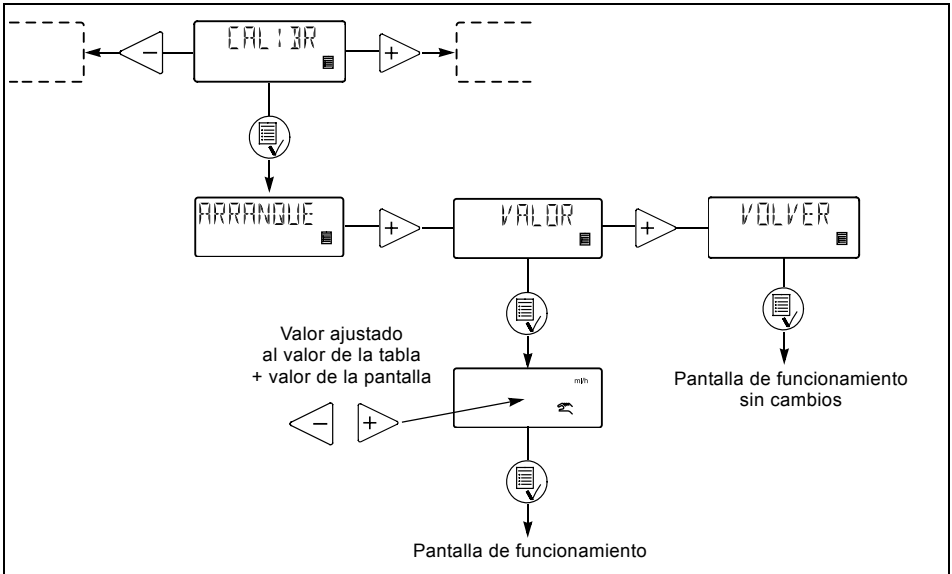 CALIBR
ARRANQUE
VALOR
VOLVER
Valor ajustado
al valor de la tabla
+ valor de la pantalla
ml/h
Pantalla de funcionamiento
sin cambios
Pantalla de funcionamiento